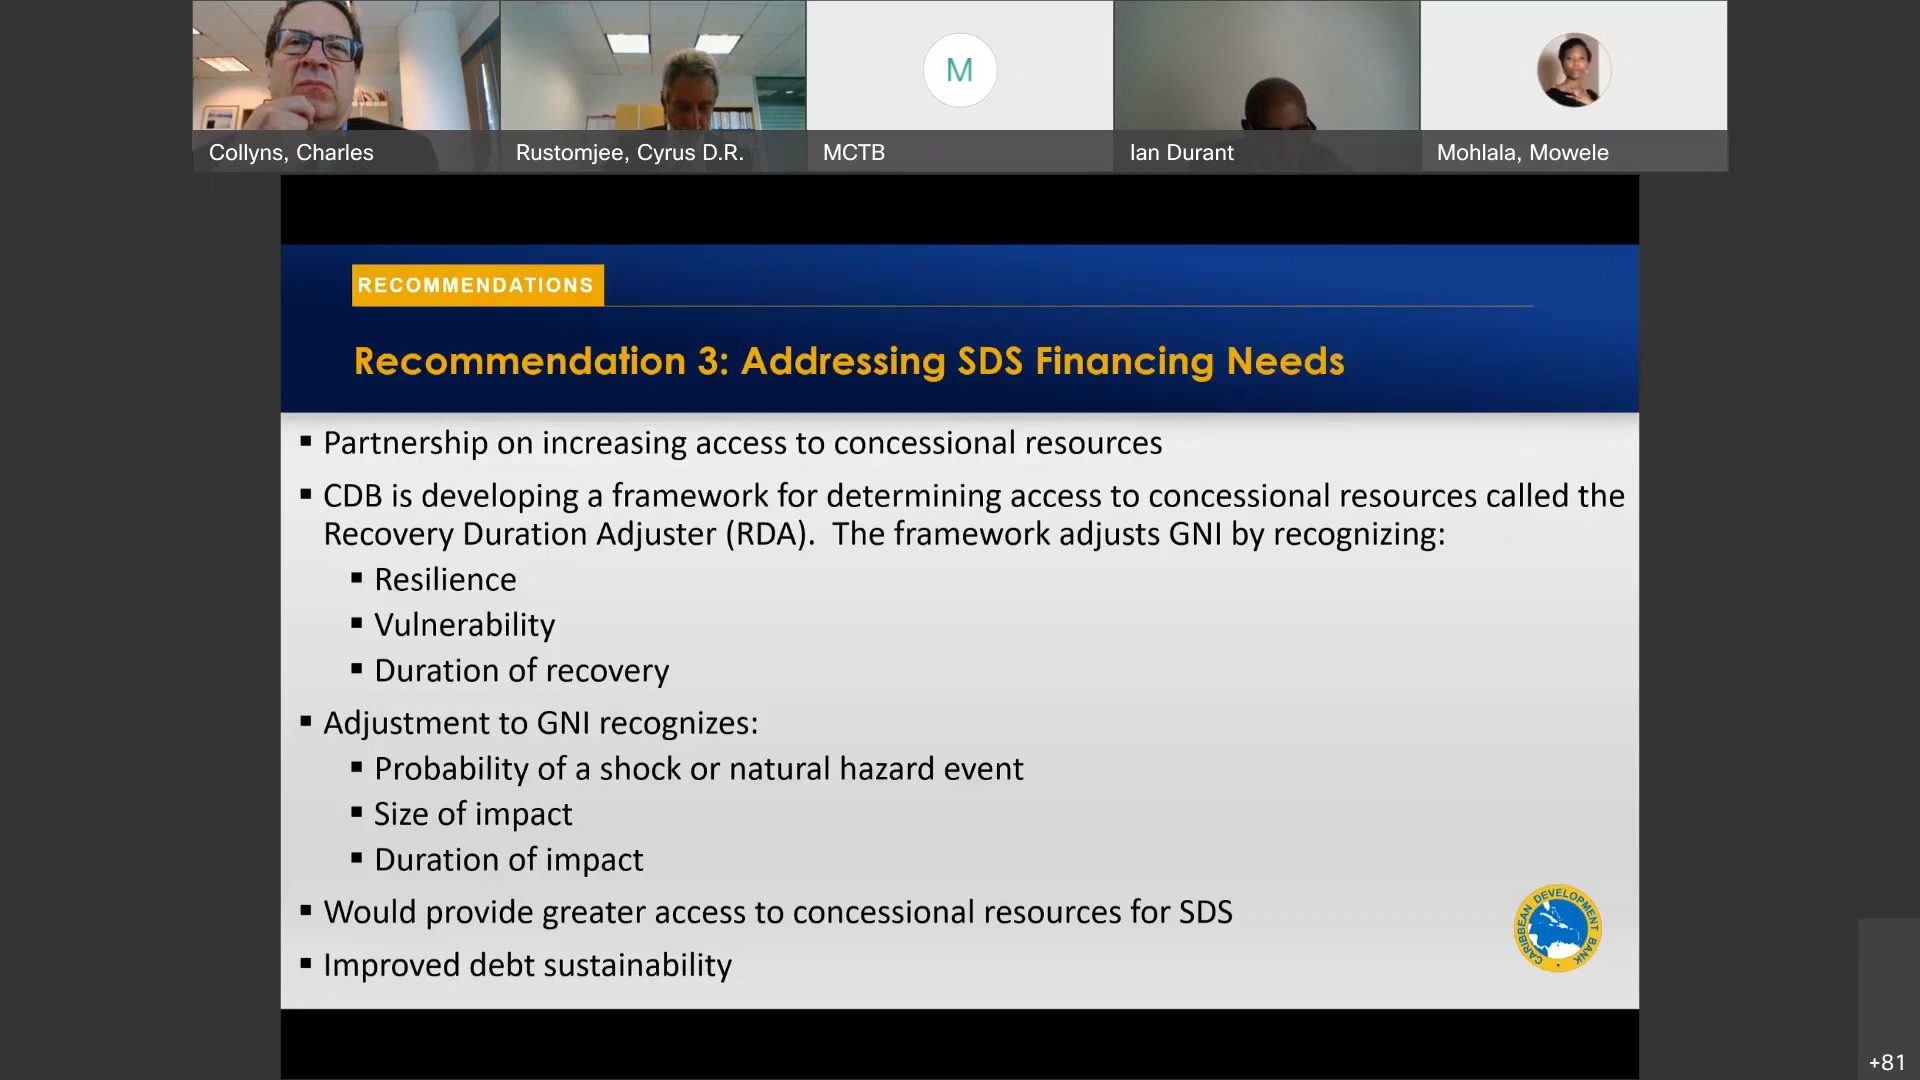 Collyns, Charles
Rustomjee, Cyrus D.R.
M
MCTB
Ian Durant
Mohlala, Mowele
RECOMMENDATIONS
Recommendation 3: Addressing SDS Financing Needs
▪ Partnership on increasing access to concessional resources
▪ CDB is developing a framework for determining access to concessional resources called the
Recovery Duration Adjuster (RDA).  The framework adjusts GNI by recognizing:
▪ Resilience
▪ Vulnerability
▪ Duration of recovery
▪ Adjustment to GNI recognizes:
▪ Probability of a shock or natural hazard event
▪ Size of impact
▪ Duration of impact
▪ Would provide greater access to concessional resources for SDS
▪ Improved debt sustainability
CARIBBEAN DEVELOPMENT BANK
+81